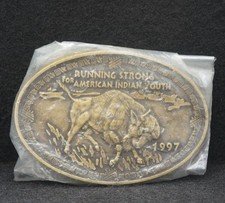 RUNNING STRONG
FOR AMERICAN INDIAN YOUTH
1997